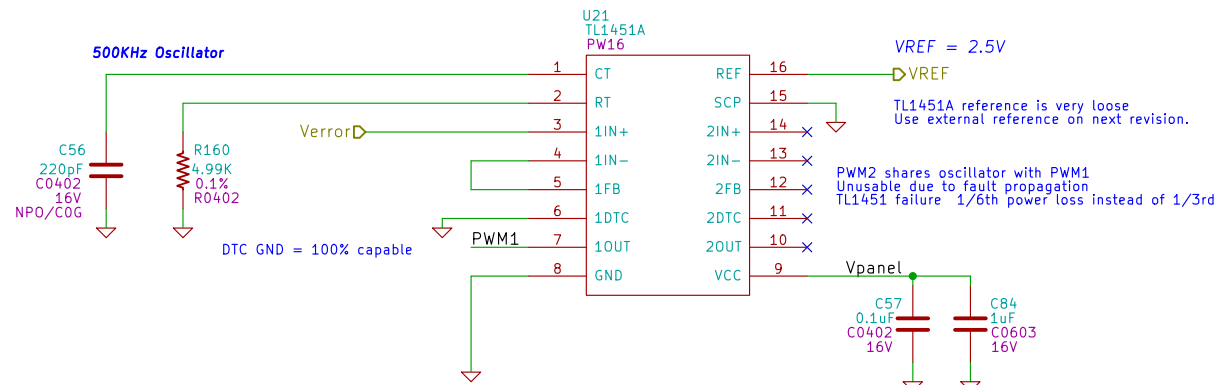 U21
TL1451A
PW16
500KHz Oscillator
VREF = 2.5V
1 CT REF 16 VREF
2 RT SCP 15
TL1451A reference is very loose
Use external reference on next revision.
Verror 3 1IN+ 2IN+ 14
C56
220pF
C0402
16V
NPO/C0G
R160
4.99K
0.1%
R0402
4 1IN- 2IN- 13
5 1FB 2FB 12
PWM2 shares oscillator with PWM1
Unusable due to fault propagation
TL1451 failure 1/6th power loss instead of 1/3rd
6 1DTC 2DTC 11
DTC GND = 100% capable
PWM1 7 1OUT 2OUT 10
8 GND VCC 9 Vpanel
C57
0.1uF
C0402
16V
C84
1uF
C0603
16V